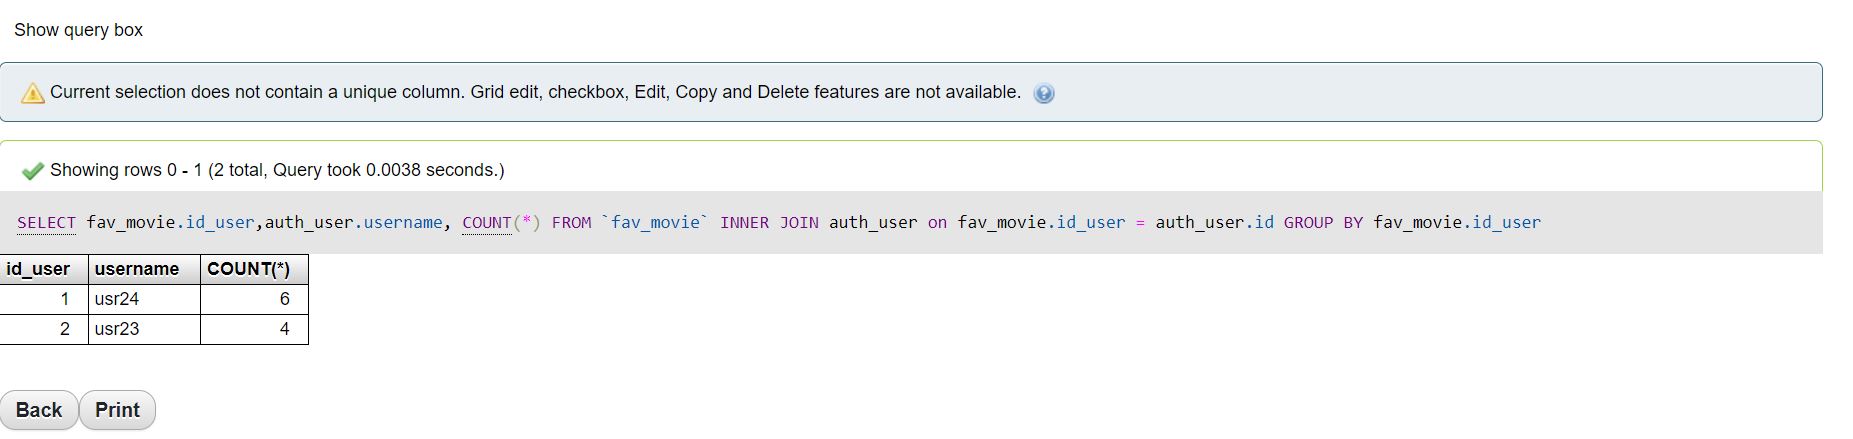 Show query box
Current selection does not contain a unique column. Grid edit, checkbox, Edit, Copy and Delete features are not available.
Showing rows 0 - 1 (2 total, Query took 0.0038 seconds.)
SELECT fav_movie.id_user,auth_user.username, COUNT(*) FROM `fav_movie` INNER JOIN auth_user on fav_movie.id_user = auth_user.id GROUP BY fav_movie.id_user
id_user username COUNT(*)
1 usr24 6
2 usr23 4
Back Print